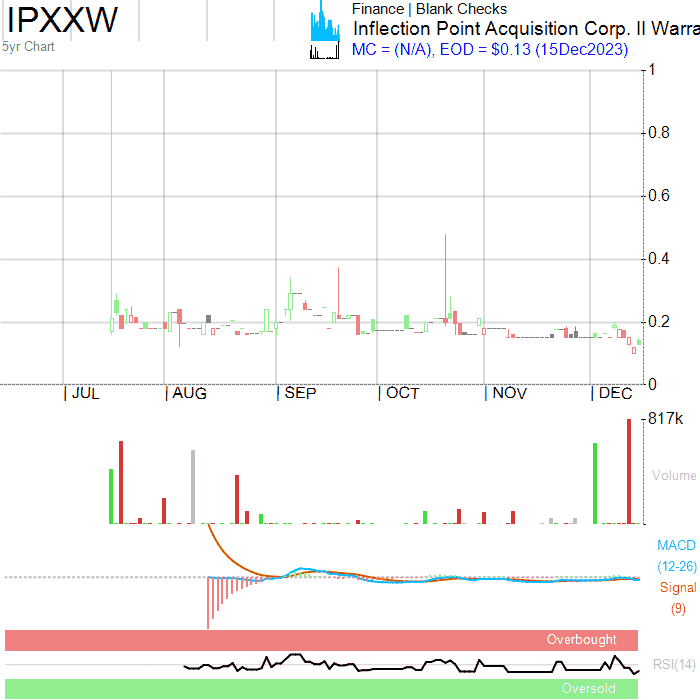 IPXXW
Finance | Blank Checks
Inflection Point Acquisition Corp. II Warra
5yr Chart
MC = (N/A), EOD = $0.13 (15Dec2023)
1
0.8
0.6
0.4
0.2
0
JUL AUG SEP OCT NOV DEC
817k
Volume
MACD
(12-26)
Signal
(9)
Overbought
RSI(14)
Oversold